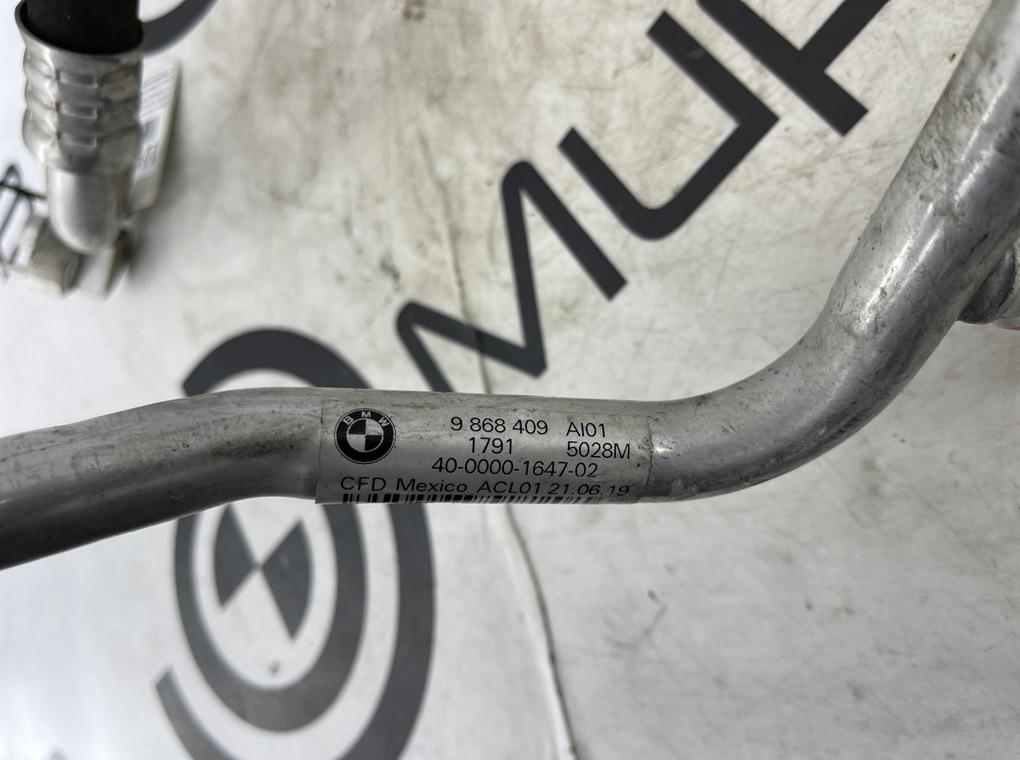 BMW
9 868 409 AI01
1791 5028M
40-0000-1647-02
CFD Mexico ACL01 21.06.19